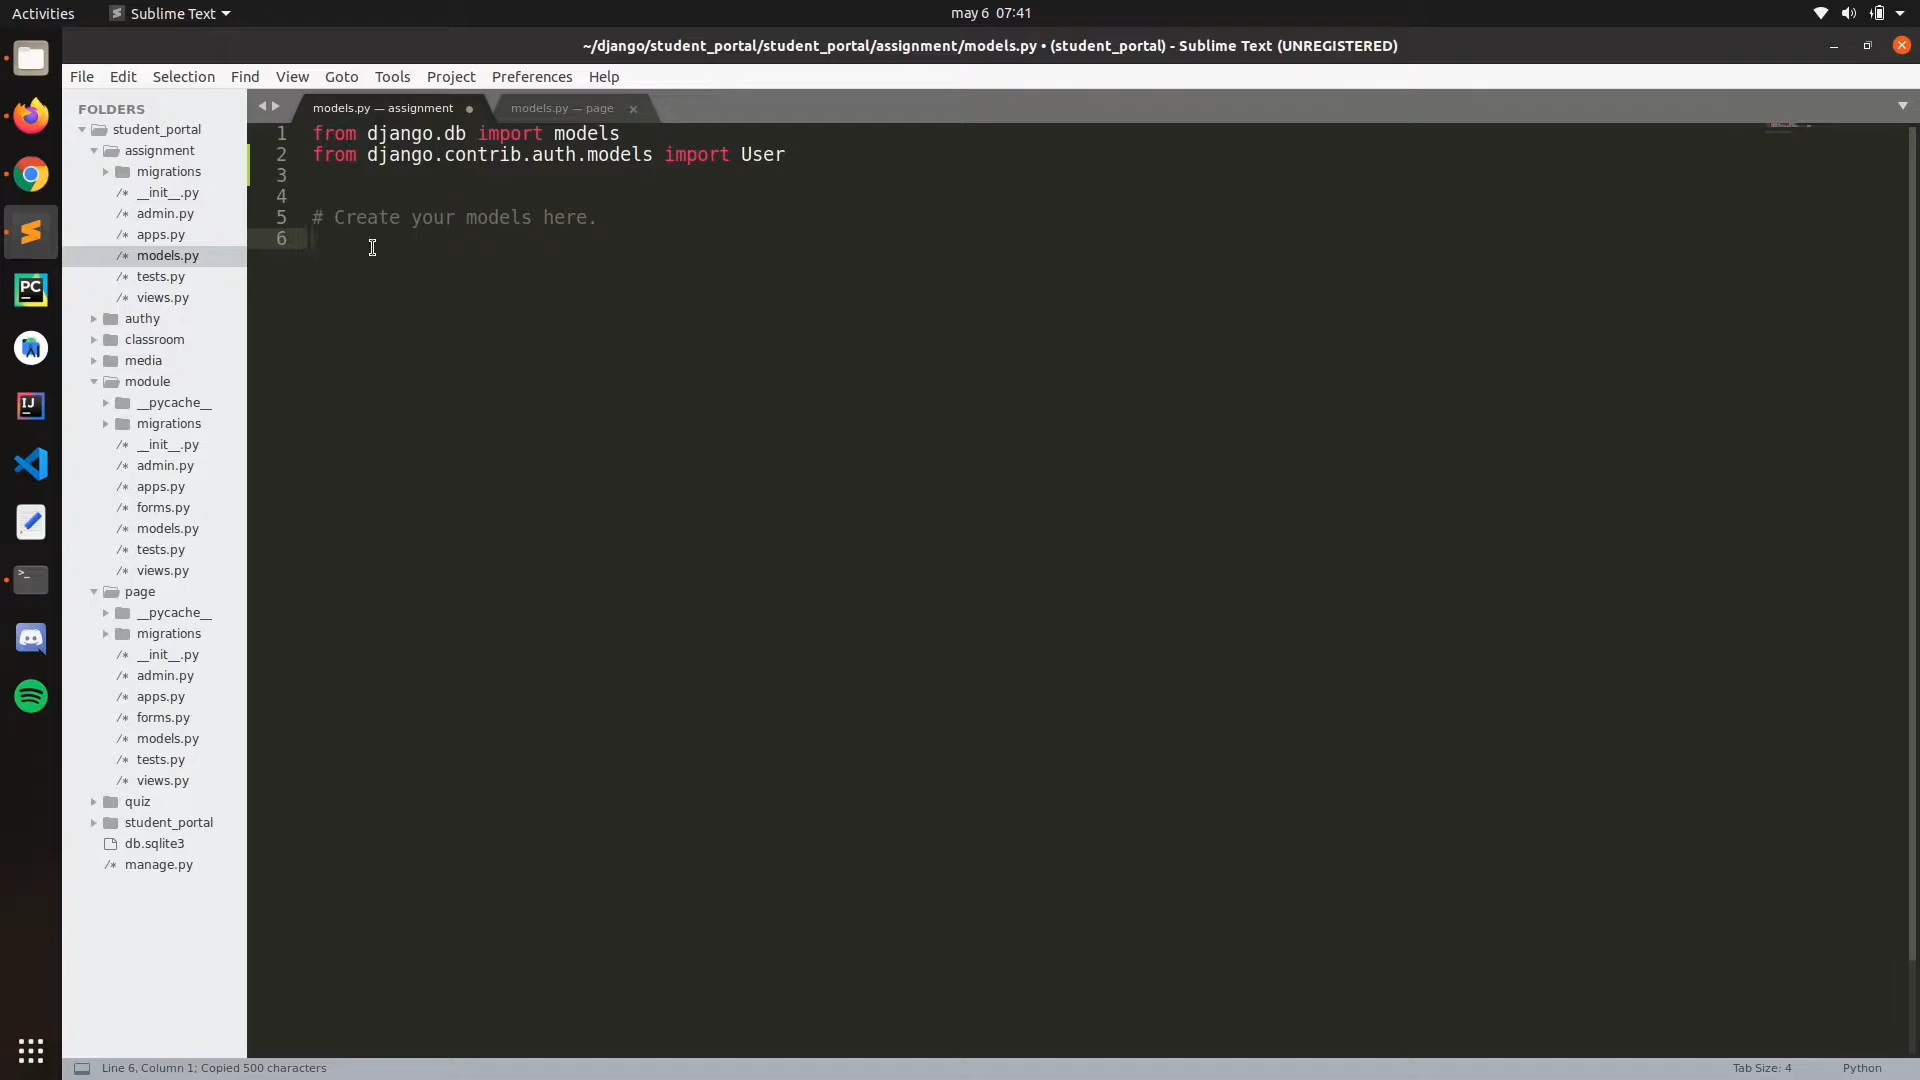 Activities
Sublime Text
may 6 07:41
~/django/student_portal/student_portal/assignment/models.py • (student_portal) - Sublime Text (UNREGISTERED)
File Edit Selection Find View Goto Tools Project Preferences Help
FOLDERS
student_portal
assignment
migrations
/* __init__.py
/* admin.py
/* apps.py
/* models.py
/* tests.py
/* views.py
authy
classroom
media
module
__pycache__
migrations
/* __init__.py
/* admin.py
/* apps.py
/* forms.py
/* models.py
/* tests.py
/* views.py
page
__pycache__
migrations
/* __init__.py
/* admin.py
/* apps.py
/* forms.py
/* models.py
/* tests.py
/* views.py
quiz
student_portal
db.sqlite3
/* manage.py
models.py — assignment
models.py — page
1 from django.db import models
2 from django.contrib.auth.models import User
3
4
5 # Create your models here.
6
PC
IJ
Line 6, Column 1; Copied 500 characters
Tab Size: 4
Python